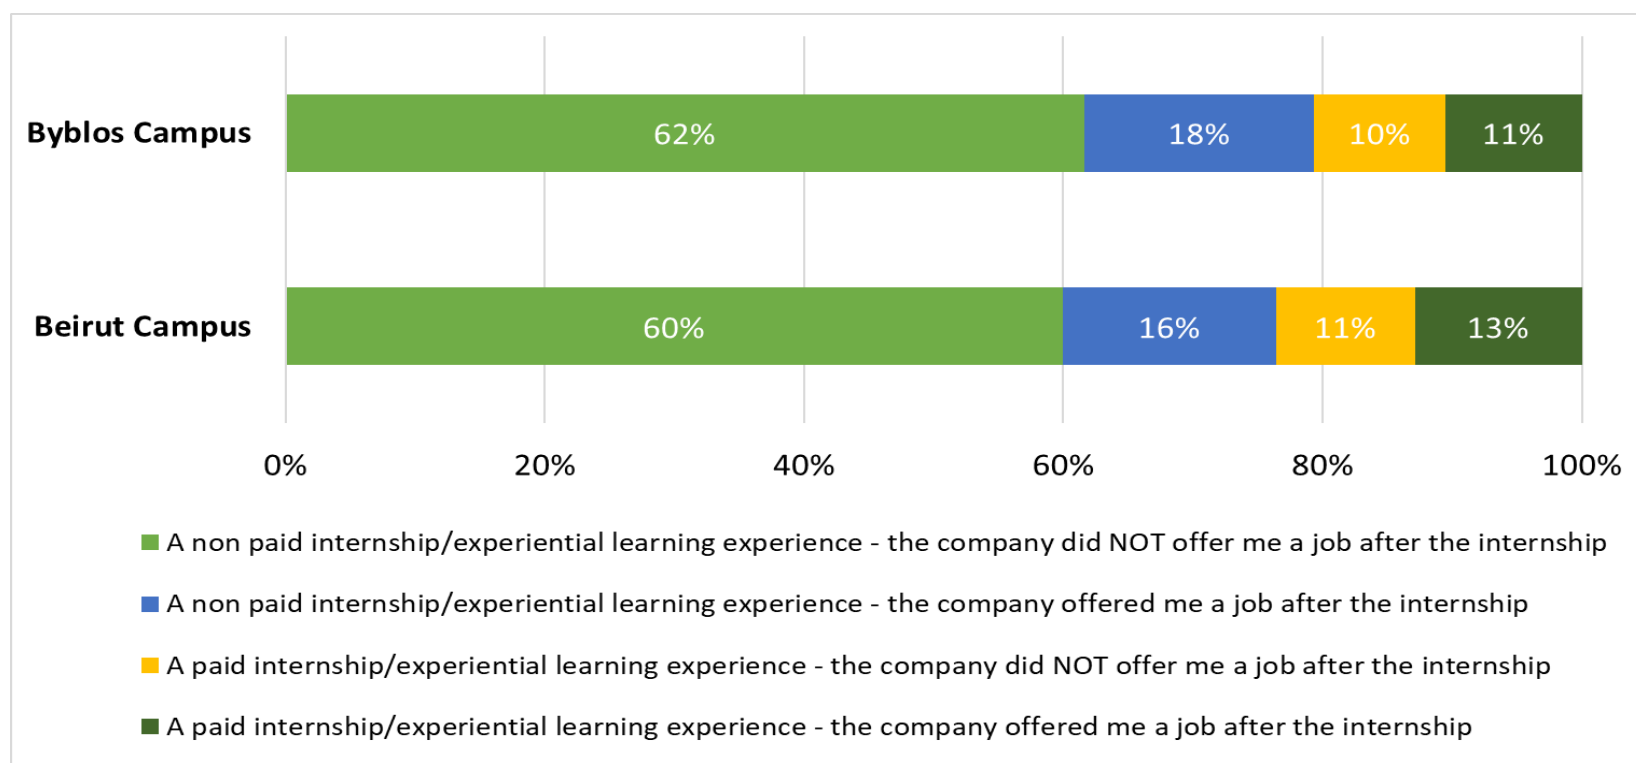 Byblos Campus
62% 18% 10% 11%
Beirut Campus
60% 16% 11% 13%
0% 20% 40% 60% 80% 100%
A non paid internship/experiential learning experience - the company did NOT offer me a job after the internship
A non paid internship/experiential learning experience - the company offered me a job after the internship
A paid internship/experiential learning experience - the company did NOT offer me a job after the internship
A paid internship/experiential learning experience - the company offered me a job after the internship